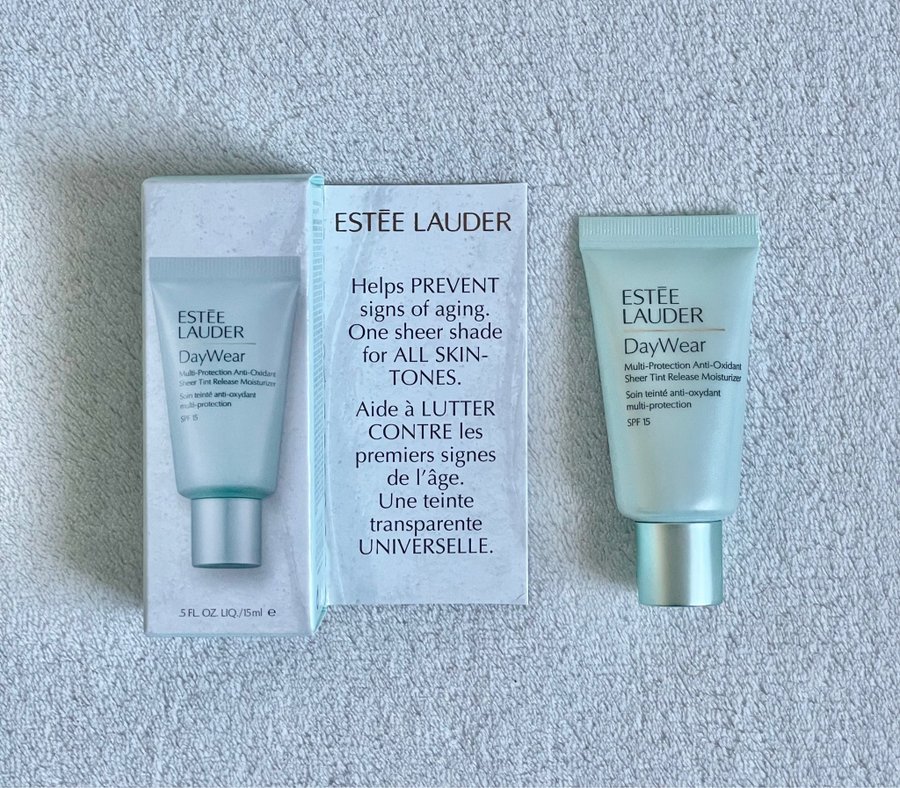 ESTĒE
LAUDER
DayWear
Multi-Protection Anti-Oxidant
Sheer Tint Release Moisturizer
Soin teinté anti-oxydant
multi-protection
SPF 15
.5 FL. OZ. LIQ./15ml ℮
ESTĒE LAUDER
Helps PREVENT
signs of aging.
One sheer shade
for ALL SKIN-
TONES.
Aide à LUTTER
CONTRE les
premiers signes
de l'âge.
Une teinte
transparente
UNIVERSELLE.
ESTĒE
LAUDER
DayWear
Multi-Protection Anti-Oxidant
Sheer Tint Release Moisturizer
Soin teinté anti-oxydant
multi-protection
SPF 15